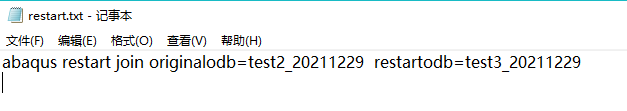 restart.txt - 记事本
文件(F) 编辑(E) 格式(O) 查看(V) 帮助(H)
abaqus restart join originalodb=test2_20211229  restartodb=test3_20211229